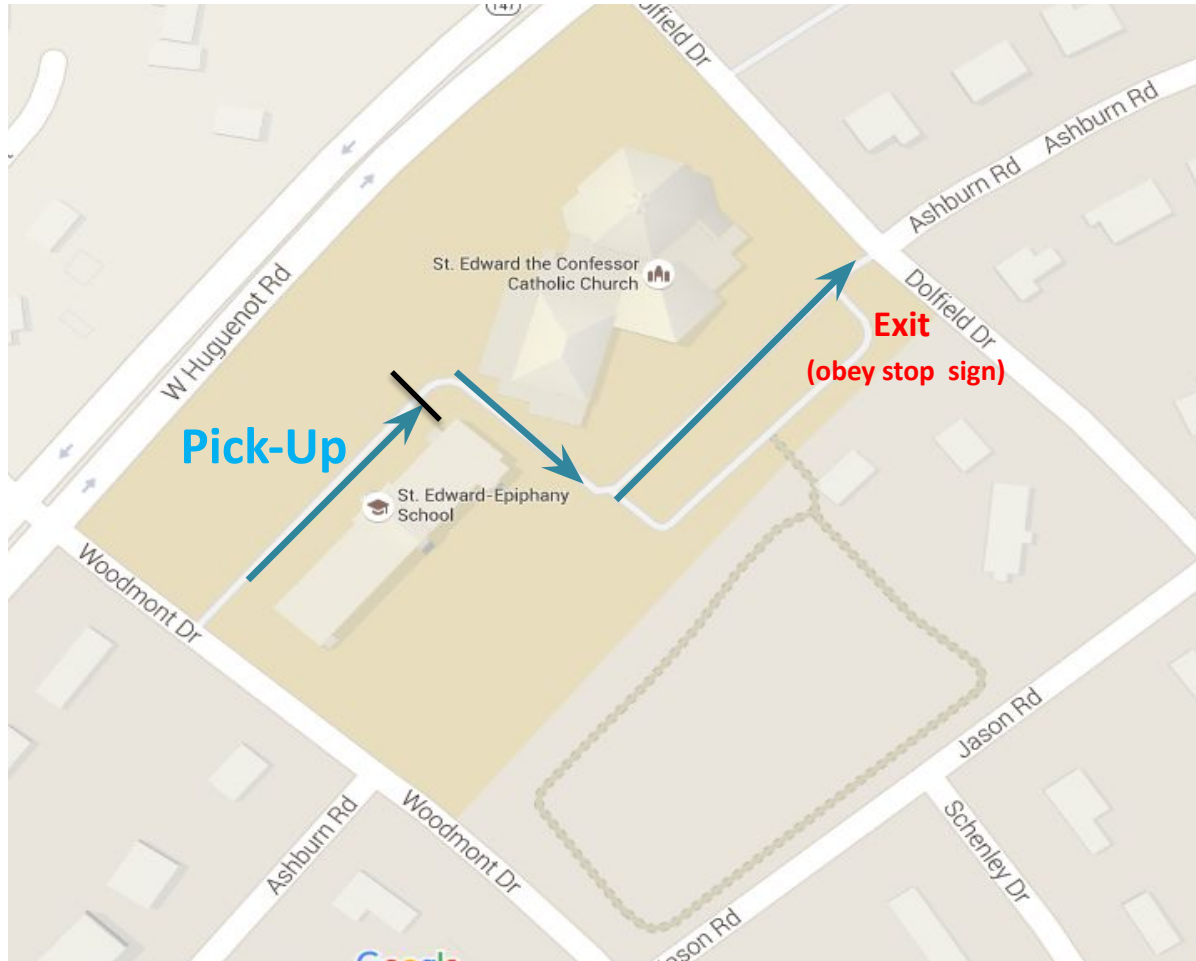 147
Dolfield Dr
Ashburn Rd
Ashburn Rd
St. Edward the Confessor
Catholic Church
W Huguenot Rd
Dolfield Dr
Exit
(obey stop sign)
Pick-Up
St. Edward-Epiphany
School
Woodmont Dr
Jason Rd
Ashburn Rd
Woodmont Dr
Schenley Dr
Jason Rd
Google